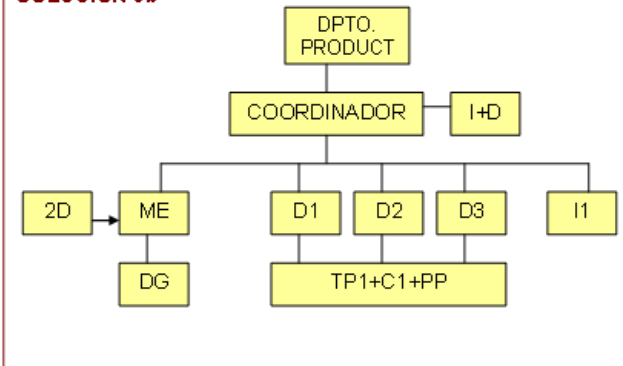 DPTO.
PRODUCT
COORDINADOR
I+D
2D
ME
D1
D2
D3
I1
DG
TP1+C1+PP